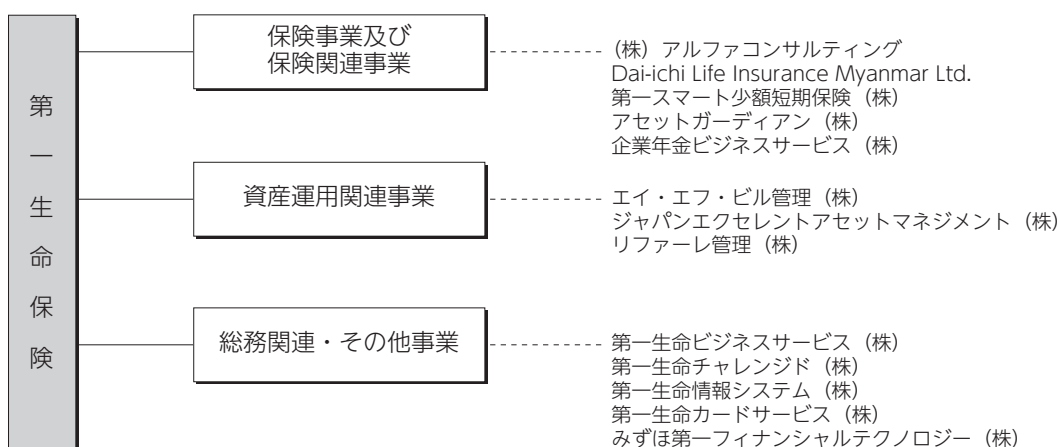 第一生命保険
保険事業及び
保険関連事業
(株)アルファコンサルティング
Dai-ichi Life Insurance Myanmar Ltd.
第一スマート少額短期保険(株)
アセットガーディアン(株)
企業年金ビジネスサービス(株)
資産運用関連事業
エイ・エフ・ビル管理(株)
ジャパンエクセレントアセットマネジメント(株)
リファーレ管理(株)
総務関連・その他事業
第一生命ビジネスサービス(株)
第一生命チャレンジド(株)
第一生命情報システム(株)
第一生命カードサービス(株)
みずほ第一フィナンシャルテクノロジー(株)